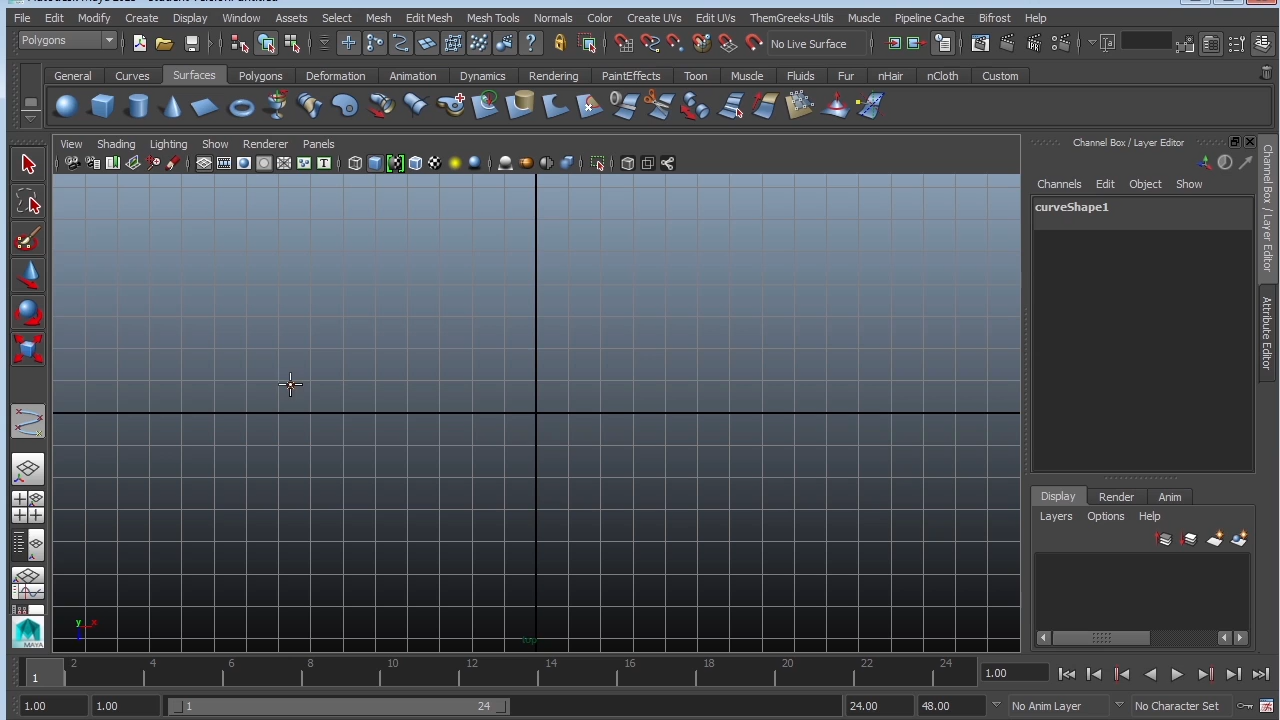 File Edit Modify Create Display Window Assets Select Mesh Edit Mesh Mesh Tools Normals Color Create UVs Edit UVs ThemGreeks-Utils Muscle Pipeline Cache Bifrost Help
Polygons
No Live Surface
General Curves Surfaces Polygons Deformation Animation Dynamics Rendering PaintEffects Toon Muscle Fluids Fur nHair nCloth Custom
View Shading Lighting Show Renderer Panels
Channel Box / Layer Editor
Channels Edit Object Show
curveShape1
Channel Box / Layer Editor
Attribute Editor
Display Render Anim
Layers Options Help
y x
top
MAYA
1 2 4 6 8 10 12 14 16 18 20 22 24
1.00
1.00 1.00 1 24 24.00 48.00 No Anim Layer No Character Set